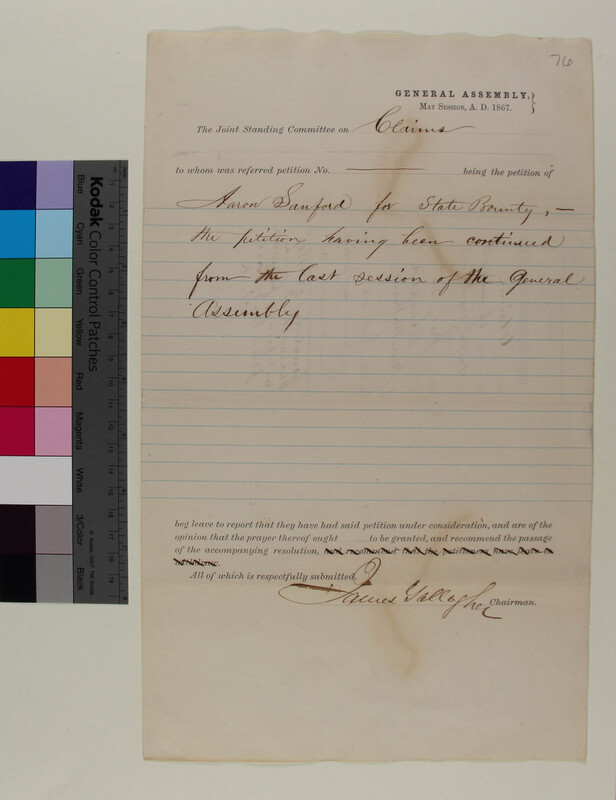 76
GENERAL ASSEMBLY,}
MAY SESSION, A. D. 1867.
The Joint Standing Committee on Claims
to whom was referred petition No. ——— being the petition of
Aaron Sanford for State Bounty, —
the petition having been continued
from the last session of the General
Assembly
beg leave to report that they have had said petition under consideration, and are of the
opinion that the prayer thereof ought to be granted, and recommend the passage
of the accompanying resolution,
All of which is respectfully submitted,
James Gallagher Chairman.
Kodak Color Control Patches
Blue
Cyan
Green
Yellow
Red
Magenta
White
3/Color
Black